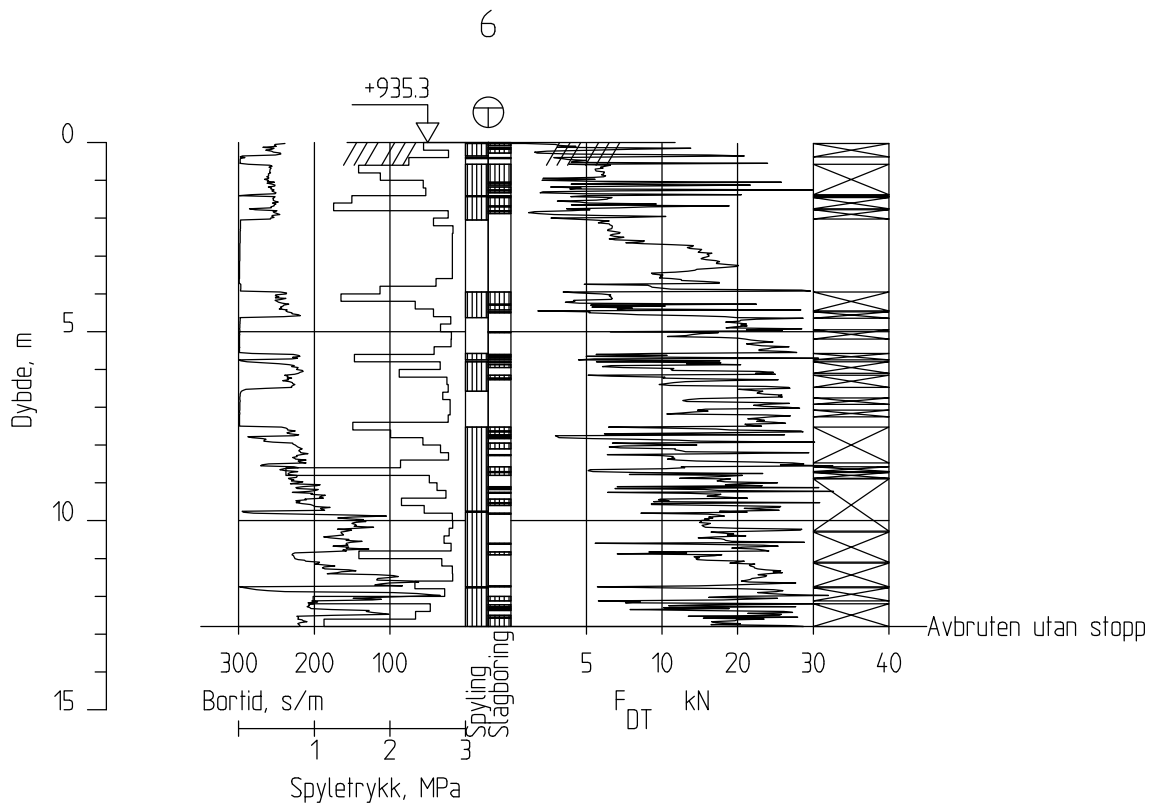 6
+935.3
0
5
10
15
Dybde, m
Avbruten utan stopp
300 200 100
Bortid, s/m
1 2 3
Spyletrykk, MPa
Spyling
Slagboring
5 10 20 30 40
F DT kN